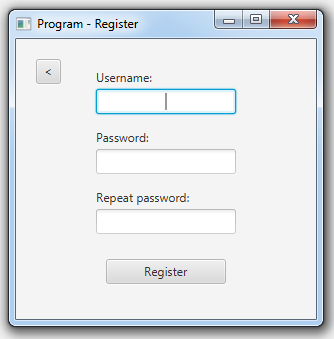 Program - Register
<
Username:
Password:
Repeat password:
Register